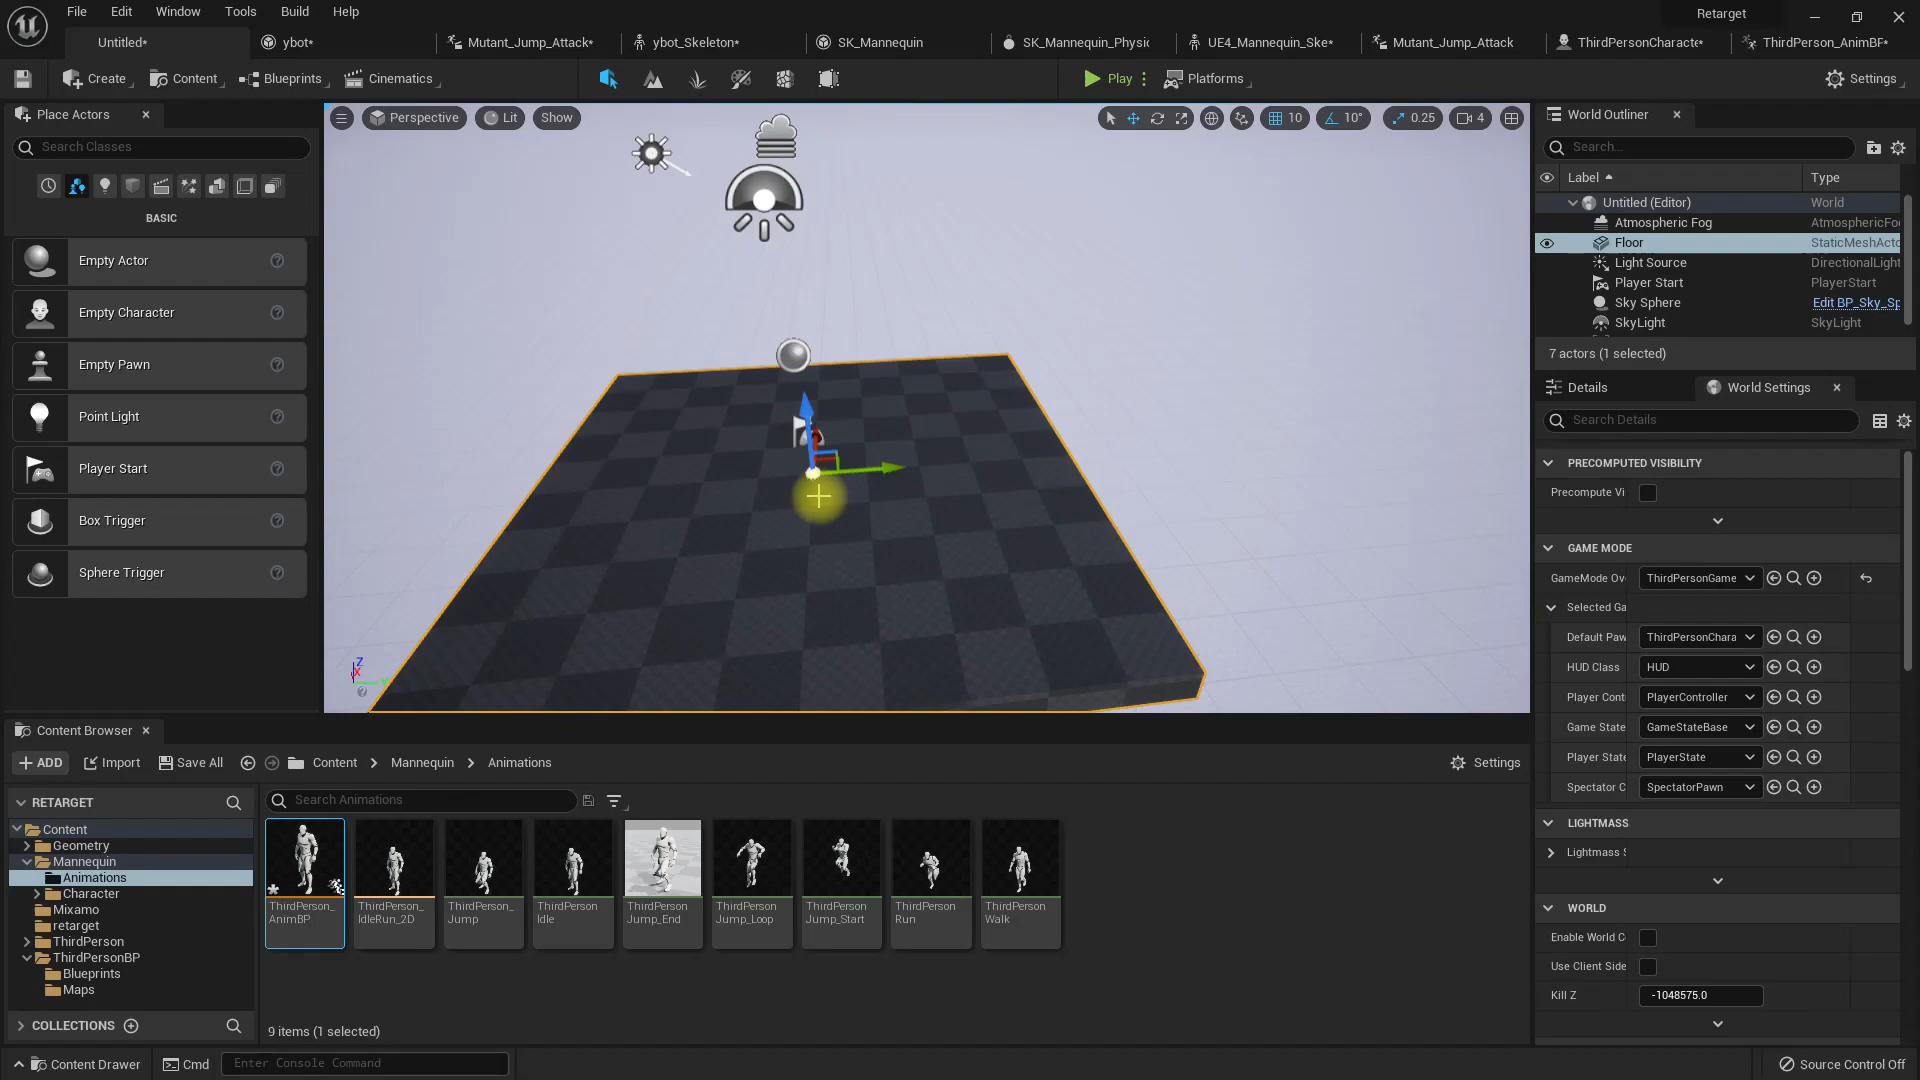 File Edit Window Tools Build Help
Retarget
Untitled*
ybot*
Mutant_Jump_Attack*
ybot_Skeleton*
SK_Mannequin
SK_Mannequin_Physic
UE4_Mannequin_Ske*
Mutant_Jump_Attack
ThirdPersonCharacte*
ThirdPerson_AnimBP*
Create
Content
Blueprints
Cinematics
Play
Platforms
Settings
Place Actors
Search Classes
BASIC
Empty Actor
Empty Character
Empty Pawn
Point Light
Player Start
Box Trigger
Sphere Trigger
Perspective
Lit
Show
10
10°
0.25
4
Z
X
Y
World Outliner
Search...
Label
Type
Untitled (Editor) World
Atmospheric Fog AtmosphericFo
Floor StaticMeshActo
Light Source DirectionalLight
Player Start PlayerStart
Sky Sphere Edit BP_Sky_Sp
SkyLight SkyLight
7 actors (1 selected)
Details
World Settings
Search Details
PRECOMPUTED VISIBILITY
Precompute Vi
GAME MODE
GameMode Ov ThirdPersonGame
Selected Ga
Default Paw ThirdPersonChara
HUD Class HUD
Player Cont PlayerController
Game State GameStateBase
Player State PlayerState
Spectator C SpectatorPawn
LIGHTMASS
Lightmass S
WORLD
Enable World C
Use Client Side
Kill Z -1048575.0
Content Browser
ADD
Import
Save All
Content
Mannequin
Animations
Settings
RETARGET
Search Animations
Content
Geometry
Mannequin
Animations
Character
Mixamo
retarget
ThirdPerson
ThirdPersonBP
Blueprints
Maps
ThirdPerson_
AnimBP
ThirdPerson_
IdleRun_2D
ThirdPerson_
Jump
ThirdPerson
Idle
ThirdPerson
Jump_End
ThirdPerson
Jump_Loop
ThirdPerson
Jump_Start
ThirdPerson
Run
ThirdPerson
Walk
COLLECTIONS
9 items (1 selected)
Content Drawer
Cmd
Enter Console Command
Source Control Off